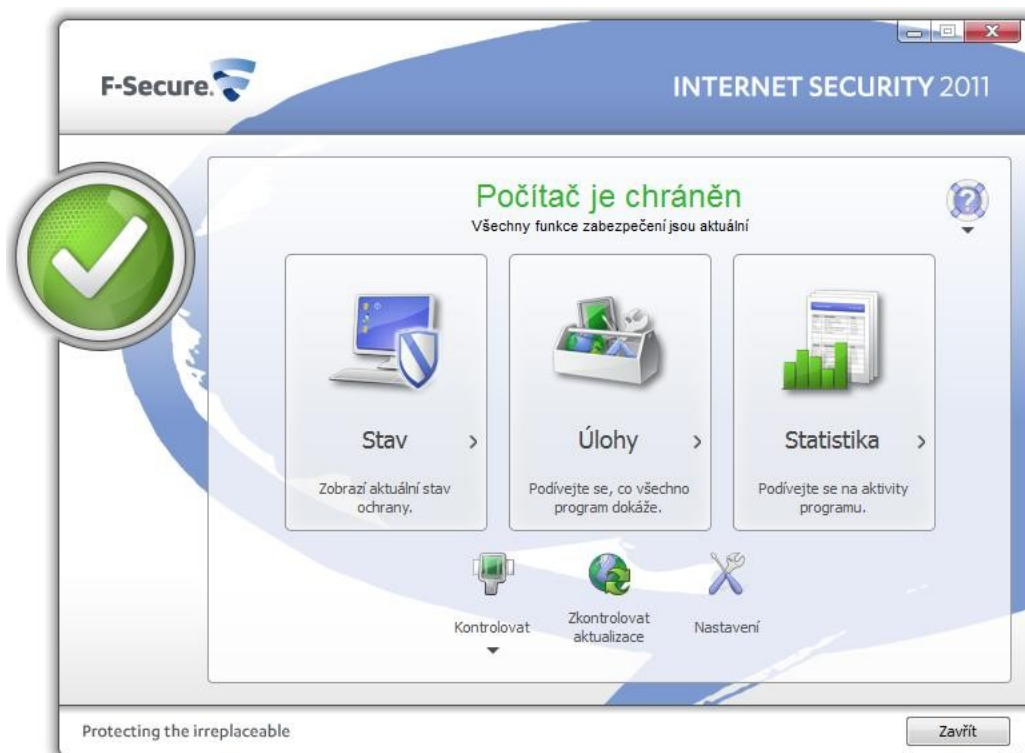 F-Secure.
INTERNET SECURITY 2011
Počítač je chráněn
Všechny funkce zabezpečení jsou aktuální
Stav
Zobrazí aktuální stav
ochrany.
Úlohy
Podívejte se, co všechno
program dokáže.
Statistika
Podívejte se na aktivity
programu.
Kontrolovat
Zkontrolovat
aktualizace
Nastavení
Protecting the irreplaceable
Zavřít